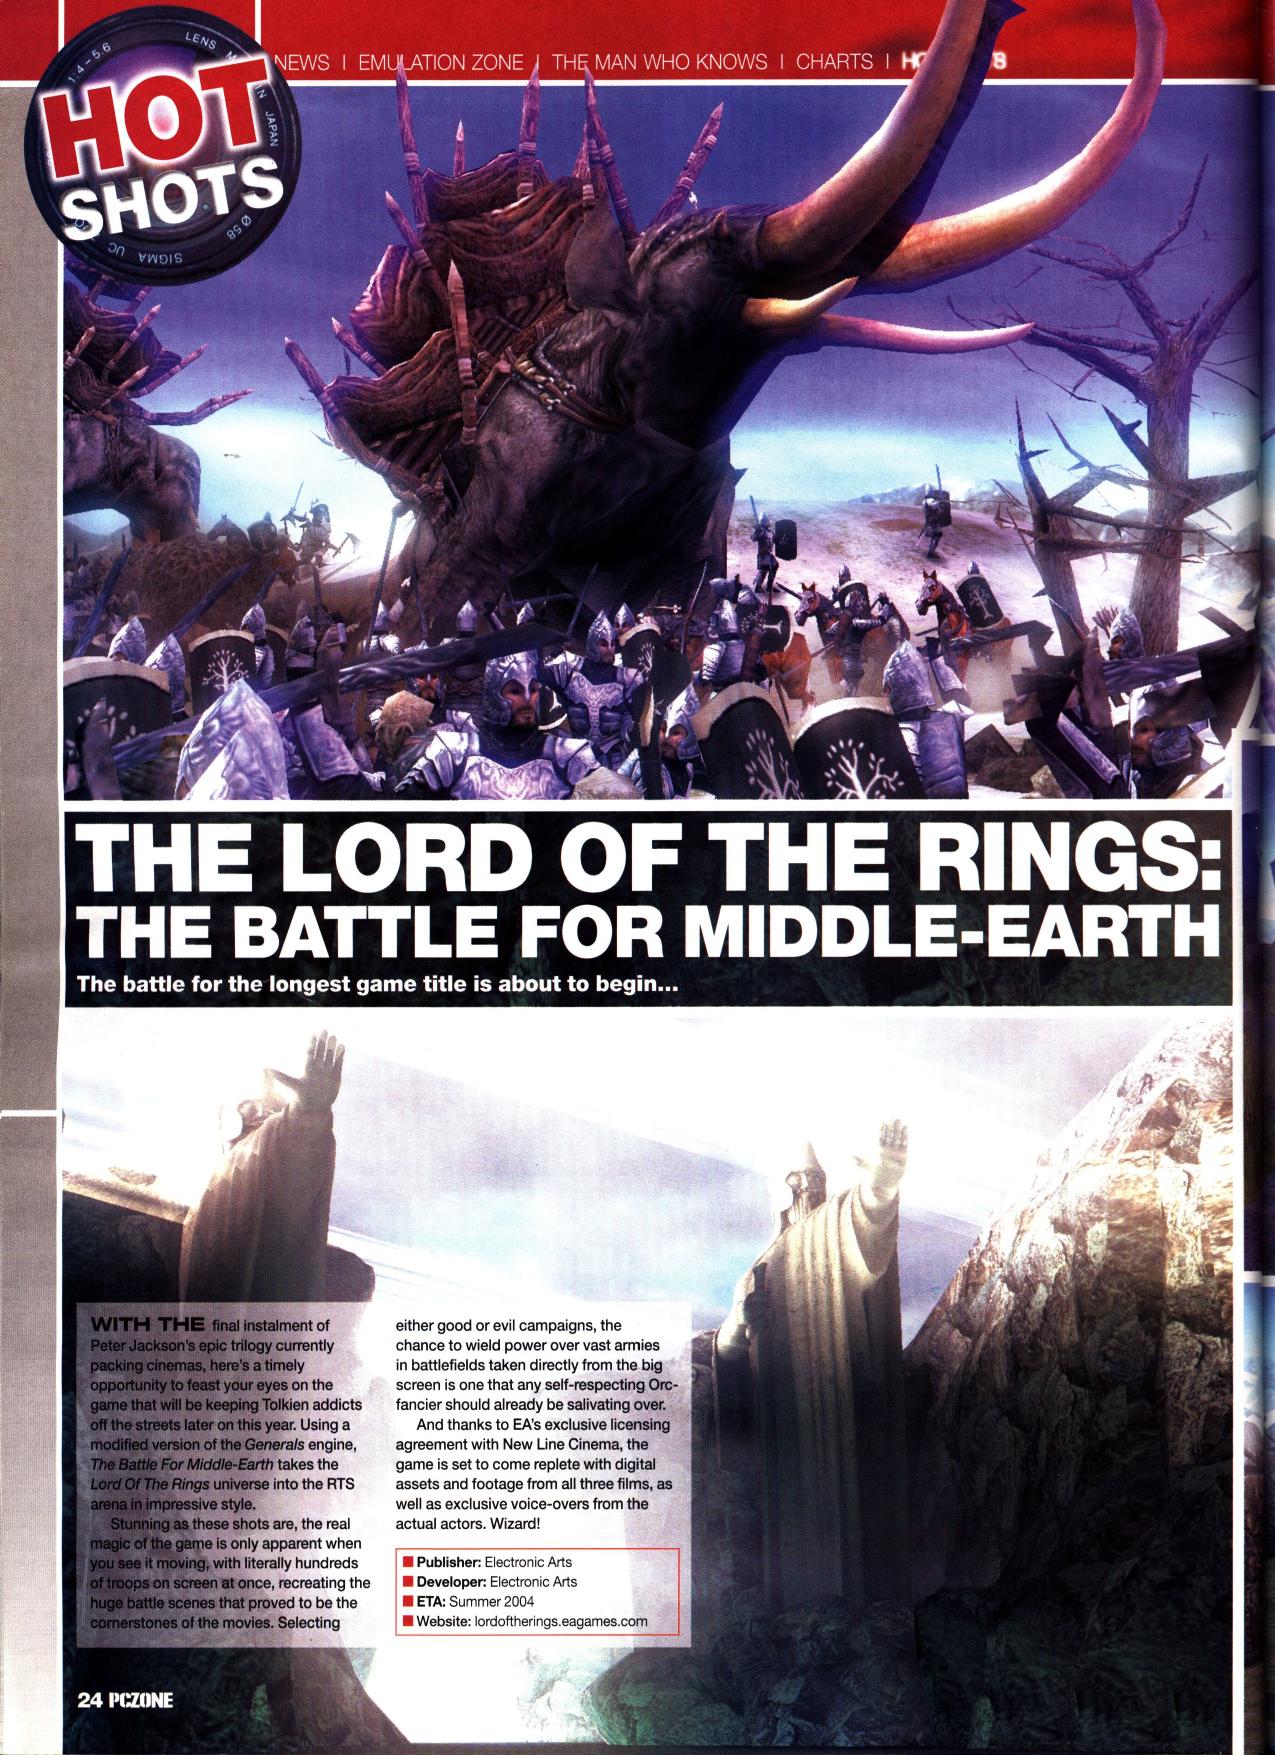 NEWS | EMULATION ZONE | THE MAN WHO KNOWS | CHARTS |
1:4-5.6
LENS
JAPAN
HOT
SHOTS
Ø58
UC SIGMA
THE LORD OF THE RINGS:
THE BATTLE FOR MIDDLE-EARTH
The battle for the longest game title is about to begin...
WITH THE final instalment of
Peter Jackson's epic trilogy currently
packing cinemas, here's a timely
opportunity to feast your eyes on the
game that will be keeping Tolkien addicts
off the streets later on this year. Using a
modified version of the Generals engine,
The Battle For Middle-Earth takes the
Lord Of The Rings universe into the RTS
arena in impressive style.
Stunning as these shots are, the real
magic of the game is only apparent when
you see it moving, with literally hundreds
of troops on screen at once, recreating the
huge battle scenes that proved to be the
cornerstones of the movies. Selecting
either good or evil campaigns, the
chance to wield power over vast armies
in battlefields taken directly from the big
screen is one that any self-respecting Orc-
fancier should already be salivating over.
And thanks to EA's exclusive licensing
agreement with New Line Cinema, the
game is set to come replete with digital
assets and footage from all three films, as
well as exclusive voice-overs from the
actual actors. Wizard!
Publisher: Electronic Arts
Developer: Electronic Arts
ETA: Summer 2004
Website: lordoftherings.eagames.com
24 PCZONE